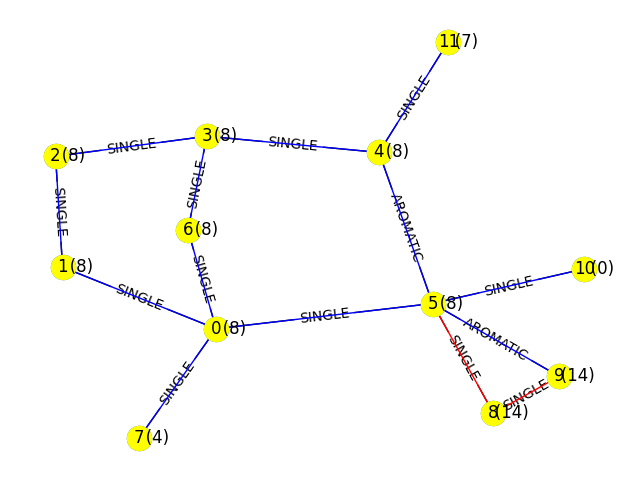 11(7)
SINGLE
3(8)
SINGLE
SINGLE
4(8)
2(8)
SINGLE
SINGLE
AROMATIC
6(8)
1(8)
SINGLE
SINGLE
10(0)
SINGLE
5(8)
SINGLE
0(8)
AROMATIC
SINGLE
SINGLE
9(14)
SINGLE
8(14)
7(4)